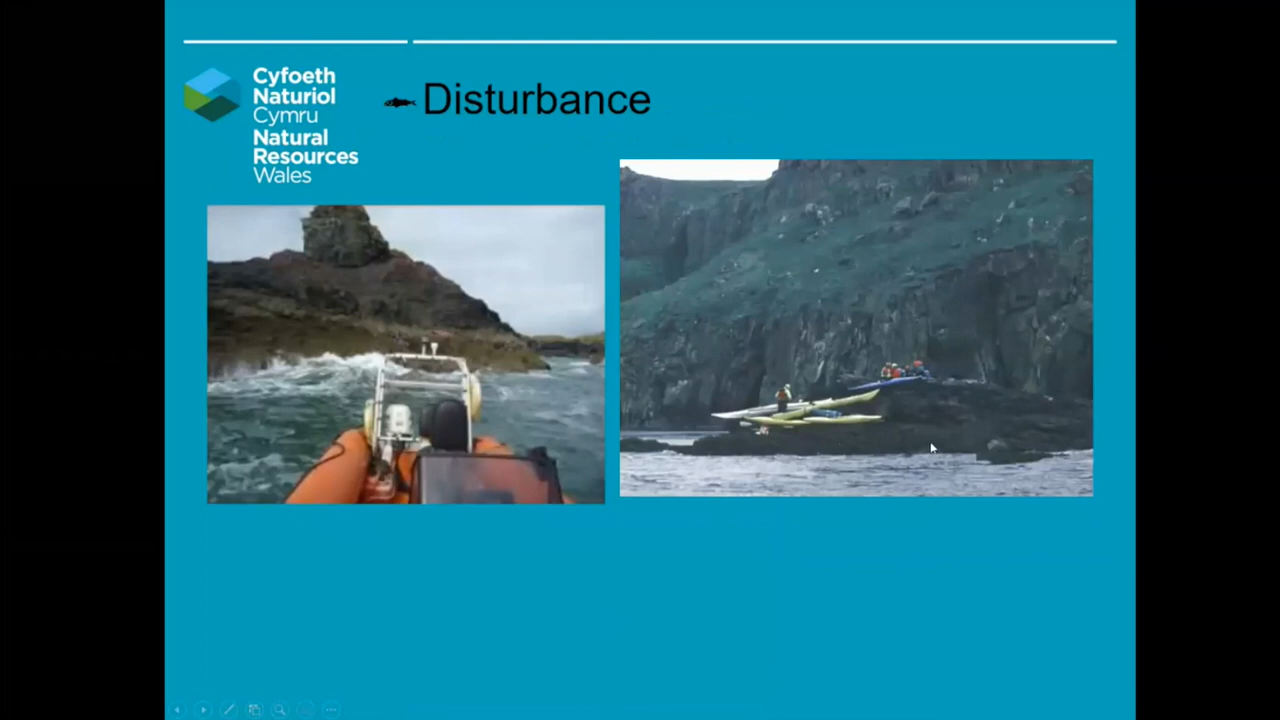 Cyfoeth
Naturiol
Cymru
Natural
Resources
Wales
Disturbance